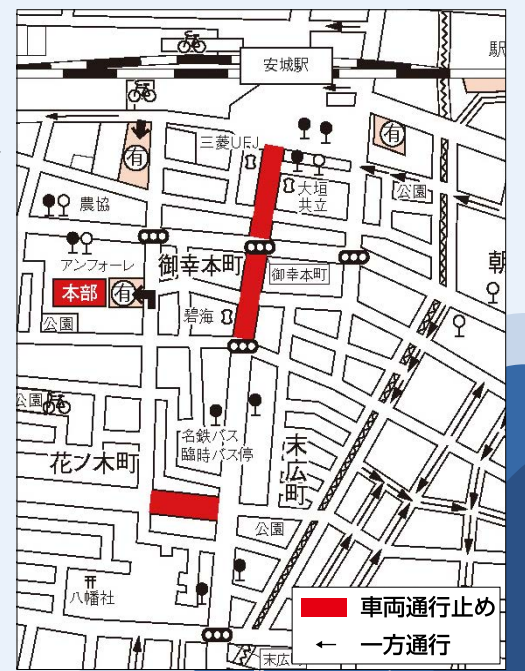 安城駅
駅
三菱UFJ
有
有
大垣
共立
公園
農協
アンフォーレ
御幸本町
御幸本町
朝
本部
有
碧海
公園
公園
名鉄バス
臨時バス停
末広町
花ノ木町
公園
八幡社
車両通行止め
← 一方通行
末広